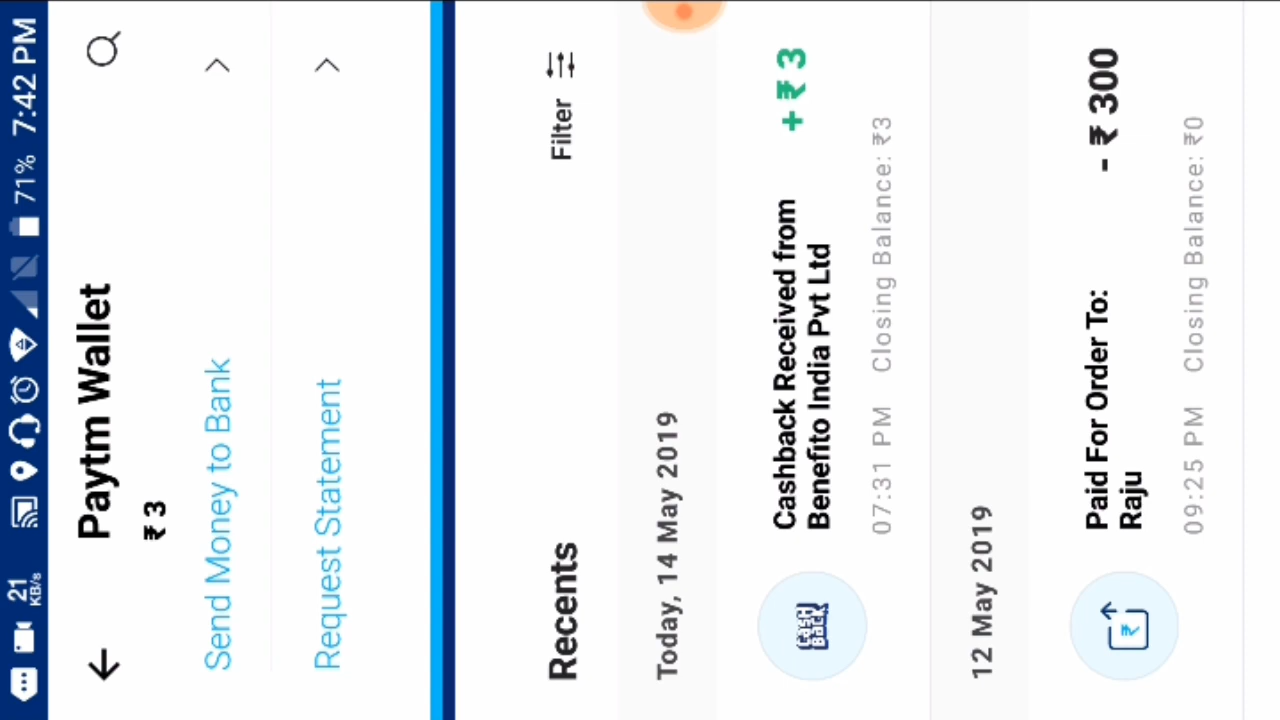 21 KB/s 71% 7:42 PM
Paytm Wallet
₹ 3
Send Money to Bank
Request Statement
Recents
Filter
Today, 14 May 2019
Cashback Received from
Benefito India Pvt Ltd
+ ₹ 3
07:31 PM Closing Balance: ₹3
CASH
BACK
12 May 2019
Paid For Order To:
Raju
- ₹ 300
09:25 PM Closing Balance: ₹0
₹